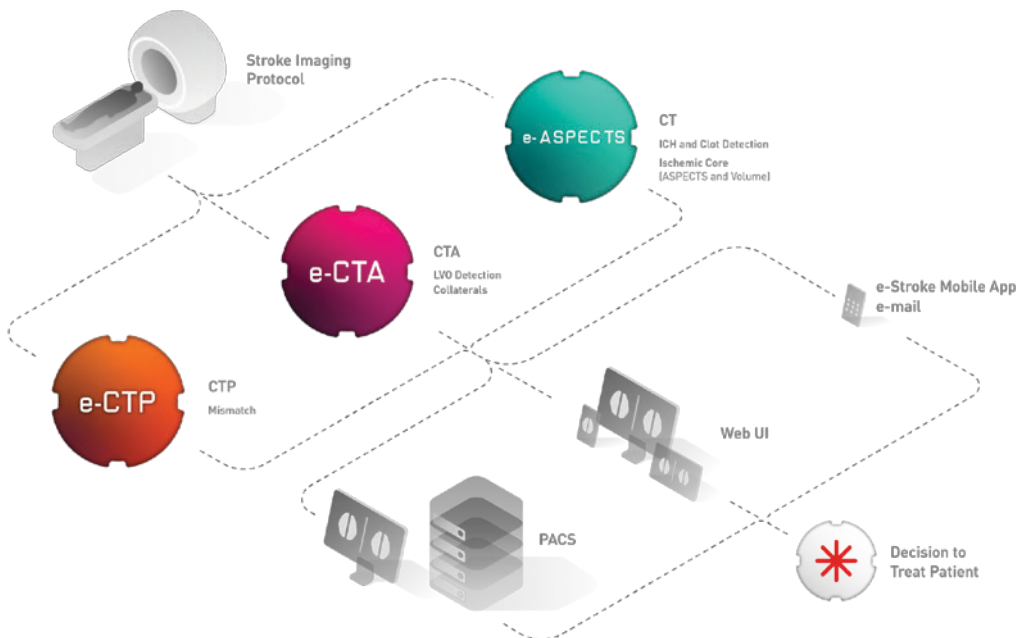 Stroke Imaging
Protocol
e-ASPECTS
CT
ICH and Clot Detection
Ischemic Core
(ASPECTS and Volume)
e-CTA
CTA
LVO Detection
Collaterals
e-Stroke Mobile App
e-mail
e-CTP
CTP
Mismatch
Web UI
PACS
Decision to
Treat Patient